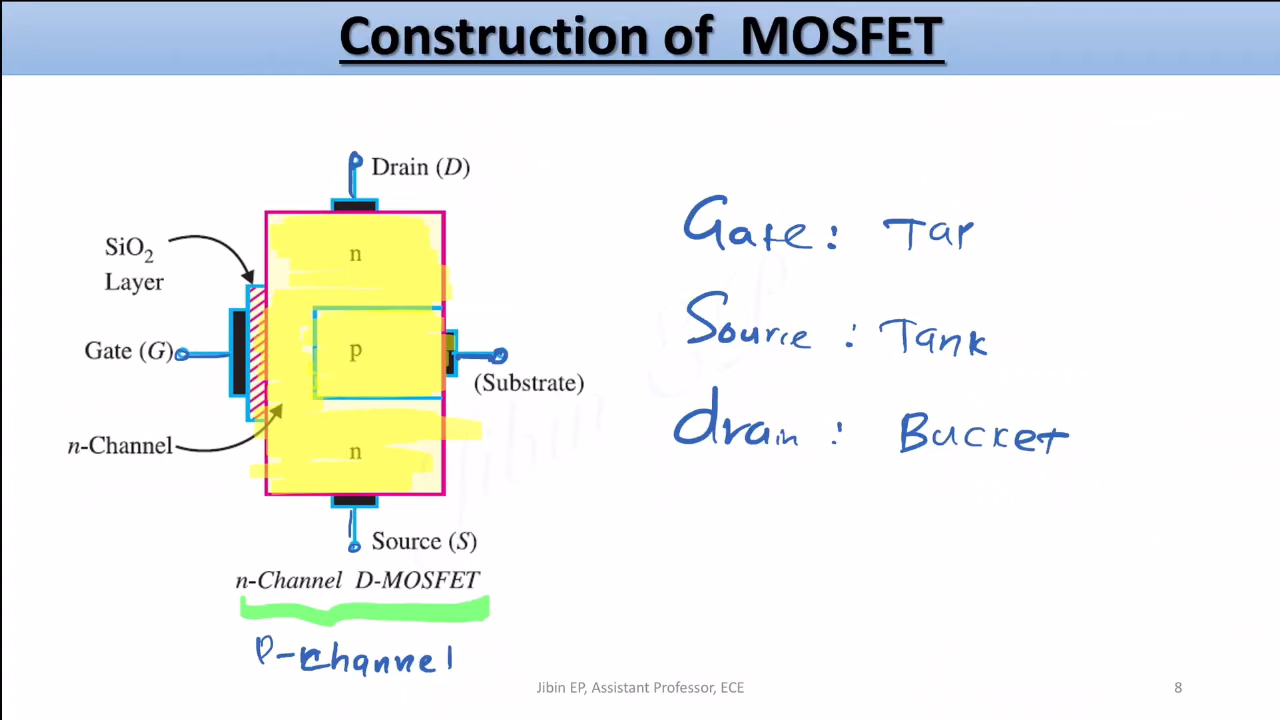 Construction of MOSFET
Drain (D)
SiO2
Layer
n
Gate (G)
p
(Substrate)
n-Channel
n
Source (S)
n-Channel D-MOSFET
P-channel
Gate: Tap
Source : Tank
drain : Bucket
Jibin EP, Assistant Professor, ECE
8